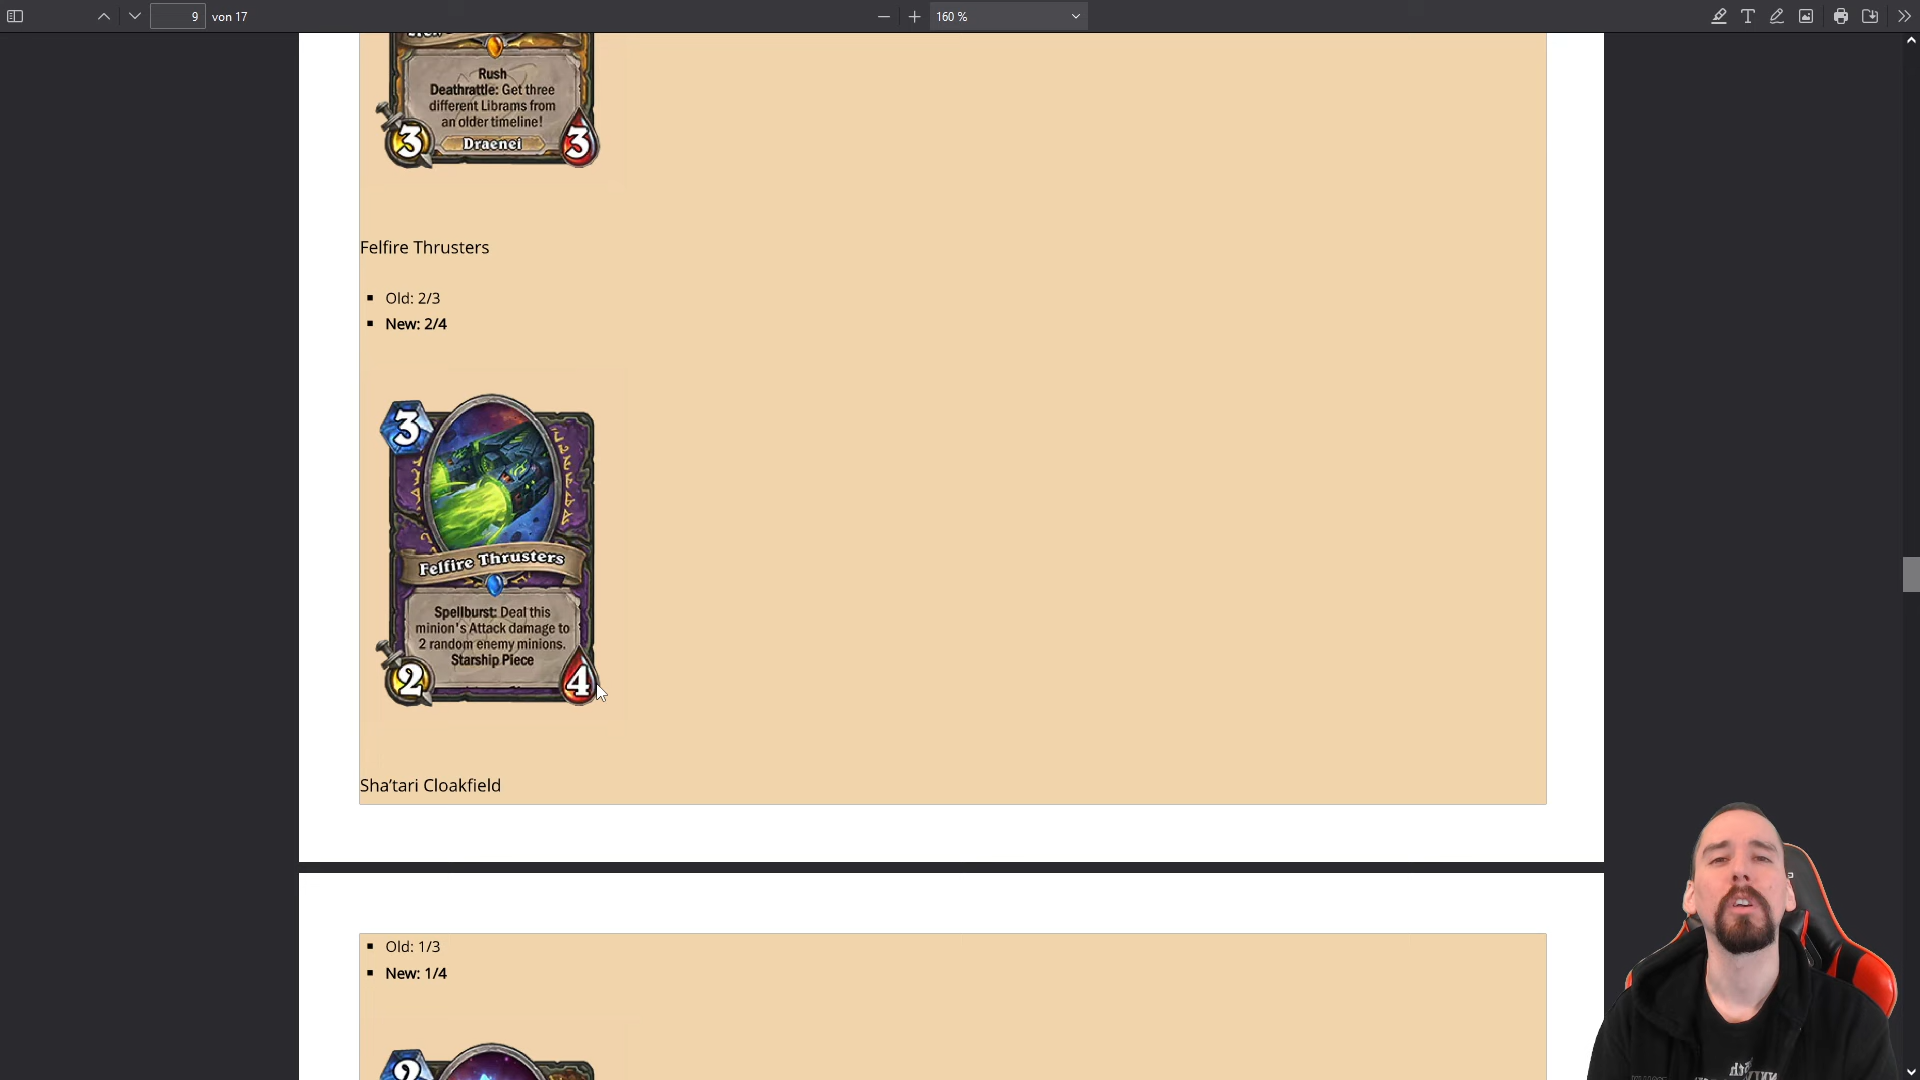 9 von 17
160 %
Rush
Deathrattle: Get three
different Librams from
an older timeline!
3
Draenei
3
Felfire Thrusters
▪ Old: 2/3
▪ New: 2/4
3
Felfire Thrusters
Spellburst: Deal this
minion's Attack damage to
2 random enemy minions.
Starship Piece
2
4
Sha’tari Cloakfield
▪ Old: 1/3
▪ New: 1/4